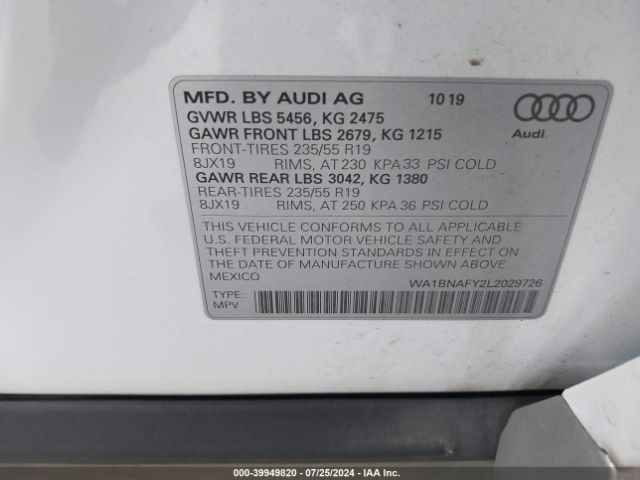 MFD. BY AUDI AG 10 19
GVWR LBS 5456, KG 2475
GAWR FRONT LBS 2679, KG 1215
Audi
FRONT-TIRES 235/55 R19
8JX19 RIMS, AT 230 KPA 33 PSI COLD
GAWR REAR LBS 3042, KG 1380
REAR-TIRES 235/55 R19
8JX19 RIMS, AT 250 KPA 36 PSI COLD
THIS VEHICLE CONFORMS TO ALL APPLICABLE
U.S. FEDERAL MOTOR VEHICLE SAFETY AND
THEFT PREVENTION STANDARDS IN EFFECT ON
THE DATE OF MANUFACTURE SHOWN ABOVE.
MEXICO
WA1BNAFY2L2029726
TYPE:
MPV
000-39949820 - 07/25/2024 - IAA Inc.